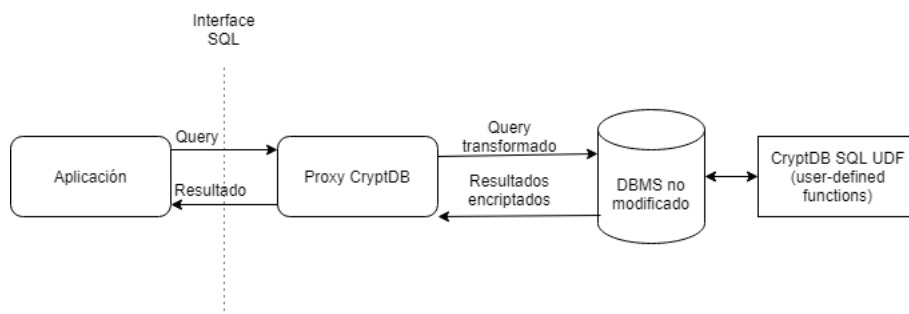 Interface
SQL
Query
Query
transformado
Aplicación
Resultado
Proxy CryptDB
Resultados
encriptados
DBMS no
modificado
CryptDB SQL UDF
(user-defined
functions)